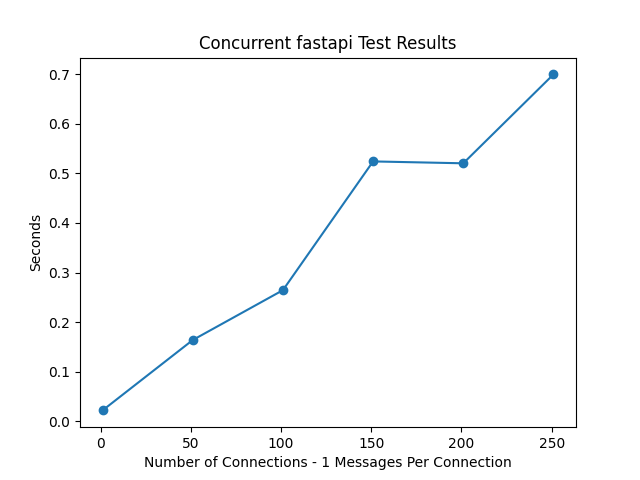 Concurrent fastapi Test Results
0.7
0.6
0.5
0.4
0.3
0.2
0.1
0.0
Seconds
0 50 100 150 200 250
Number of Connections - 1 Messages Per Connection